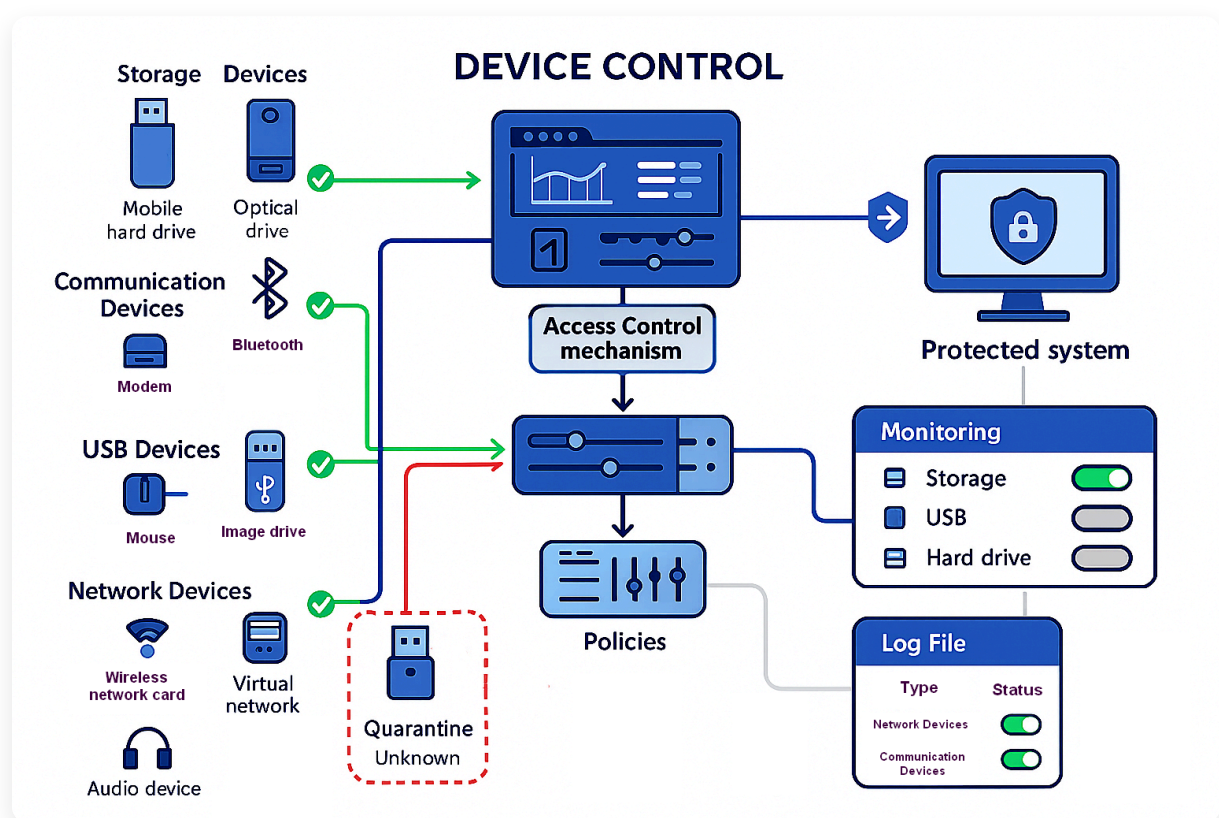 DEVICE CONTROL
Storage Devices
Mobile
hard drive
Optical
drive
Communication
Devices
Modem
Bluetooth
USB Devices
Mouse
Image drive
Network Devices
Wireless
network card
Virtual
network
Audio device
Quarantine
Unknown
1
Access Control
mechanism
Policies
Protected system
Monitoring
Storage
USB
Hard drive
Log File
Type Status
Network Devices
Communication
Devices